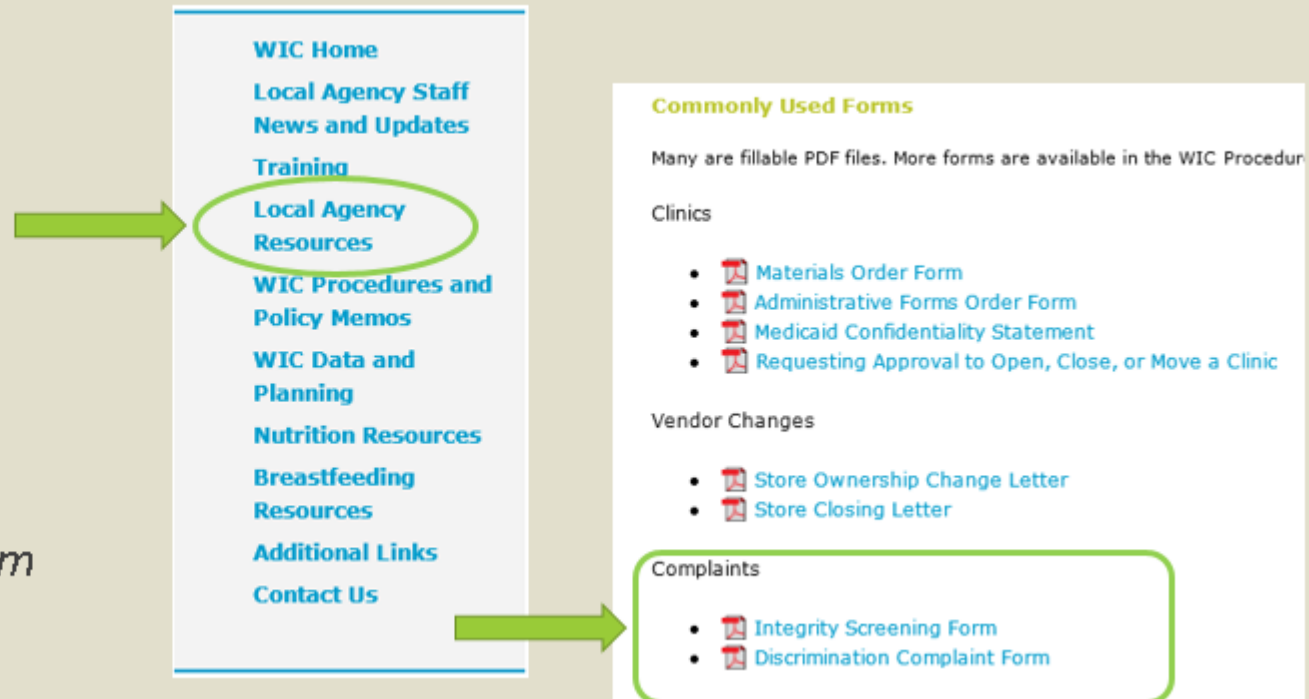 WIC Home
Local Agency Staff
News and Updates
Training
Local Agency
Resources
WIC Procedures and
Policy Memos
WIC Data and
Planning
Nutrition Resources
Breastfeeding
Resources
Additional Links
Contact Us
m
Commonly Used Forms
Many are fillable PDF files. More forms are available in the WIC Procedur
Clinics
• Materials Order Form
• Administrative Forms Order Form
• Medicaid Confidentiality Statement
• Requesting Approval to Open, Close, or Move a Clinic
Vendor Changes
• Store Ownership Change Letter
• Store Closing Letter
Complaints
• Integrity Screening Form
• Discrimination Complaint Form